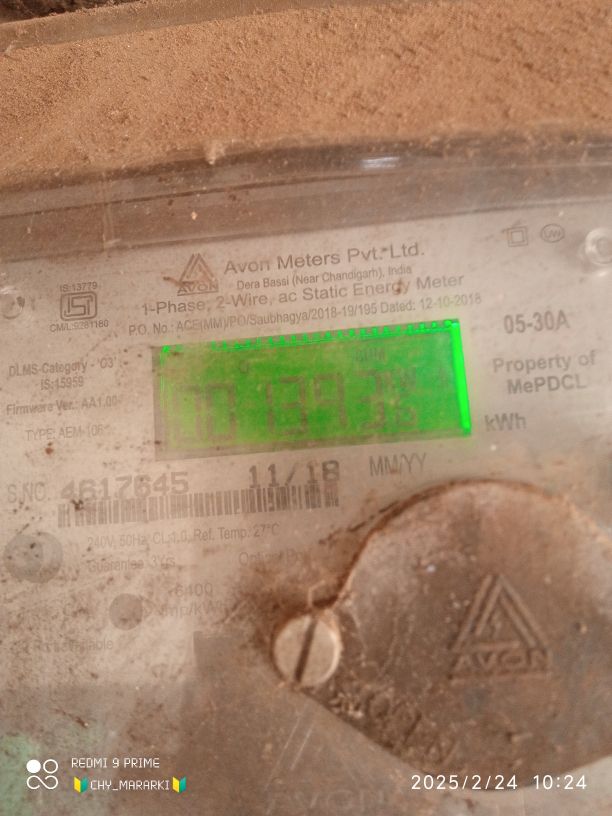 Avon Meters Pvt. Ltd.
Dera Bassi (Near Chandigarh), India
1-Phase, 2-Wire, ac Static Energy Meter
P.O. No.: ACE(MM)/PO/Saubhagya/2018-19/195 Dated: 12-10-2018
AVON
IS:13779
ISI
CM/L:9281180
UW
05-30A
DLMS-Category - 'C3'
IS:15959
Firmware Ver.: AA1.00
TYPE: AEM-106
Property of
MePDCL
kWh
S.NO. 4617645 11/18 MM/YY
240V, 50Hz, CL.1.0, Ref. Temp. 27°C
Guarantee 3Yrs.
6400
imp/kWh
AVON
REDMI 9 PRIME
🔰CHY_MARARKI🔰
2025/2/24 10:24